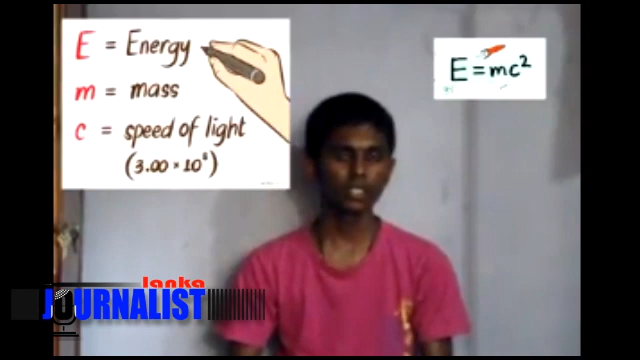 E = Energy
m = mass
c = speed of light
(3.00 × 10⁸)
E = mc²
lanka
JOURNALIST